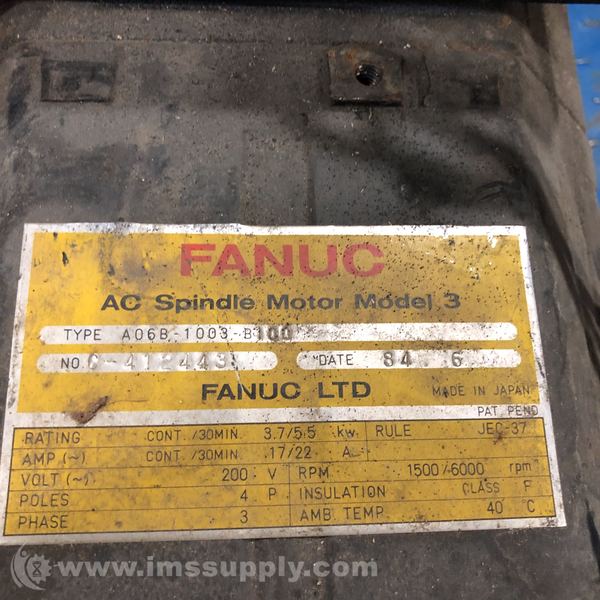 FANUC
AC Spindle Motor Model 3
TYPE A06B-1003-B100
NO. C-412443 DATE 84.6
FANUC LTD MADE IN JAPAN
PAT. PEND
RATING CONT./30MIN 3.7/5.5 kw RULE JEC-37
AMP (~) CONT./30MIN 17/22 A
VOLT (~) 200 V RPM 1500/6000 rpm
POLES 4 P INSULATION CLASS F
PHASE 3 AMB. TEMP. 40 °C
www.imssupply.com